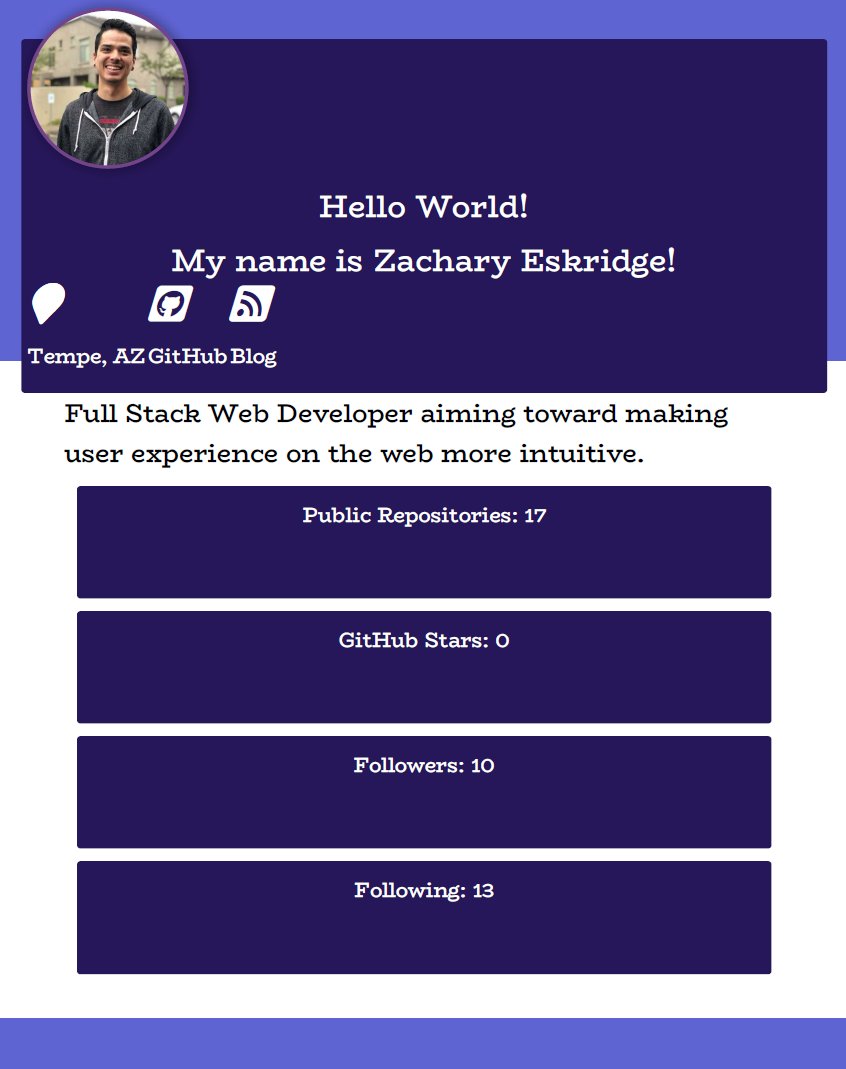 Hello World!
My name is Zachary Eskridge!
Tempe, AZ GitHub Blog
Full Stack Web Developer aiming toward making
user experience on the web more intuitive.
Public Repositories: 17
GitHub Stars: 0
Followers: 10
Following: 13